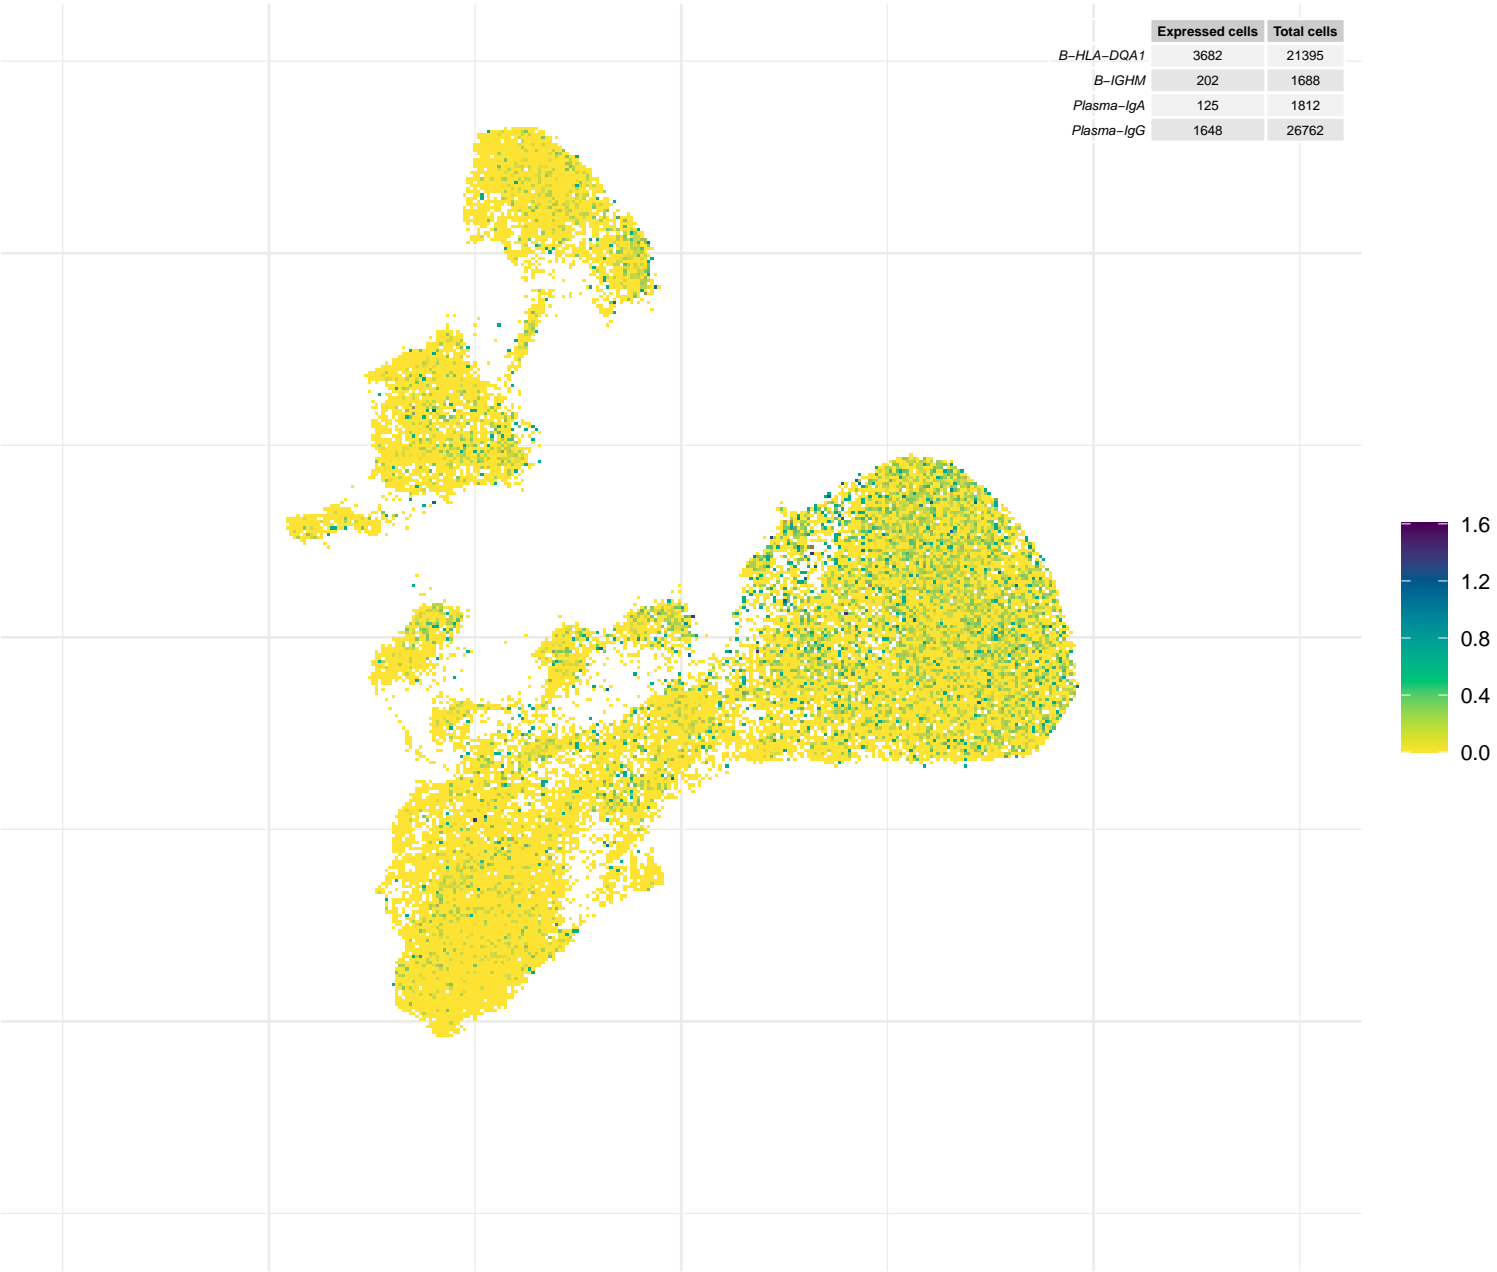 Expressed cells Total cells
B−HLA−DQA1 3682 21395
B−IGHM 202 1688
Plasma−IgA 125 1812
Plasma−IgG 1648 26762
1.6
1.2
0.8
0.4
0.0